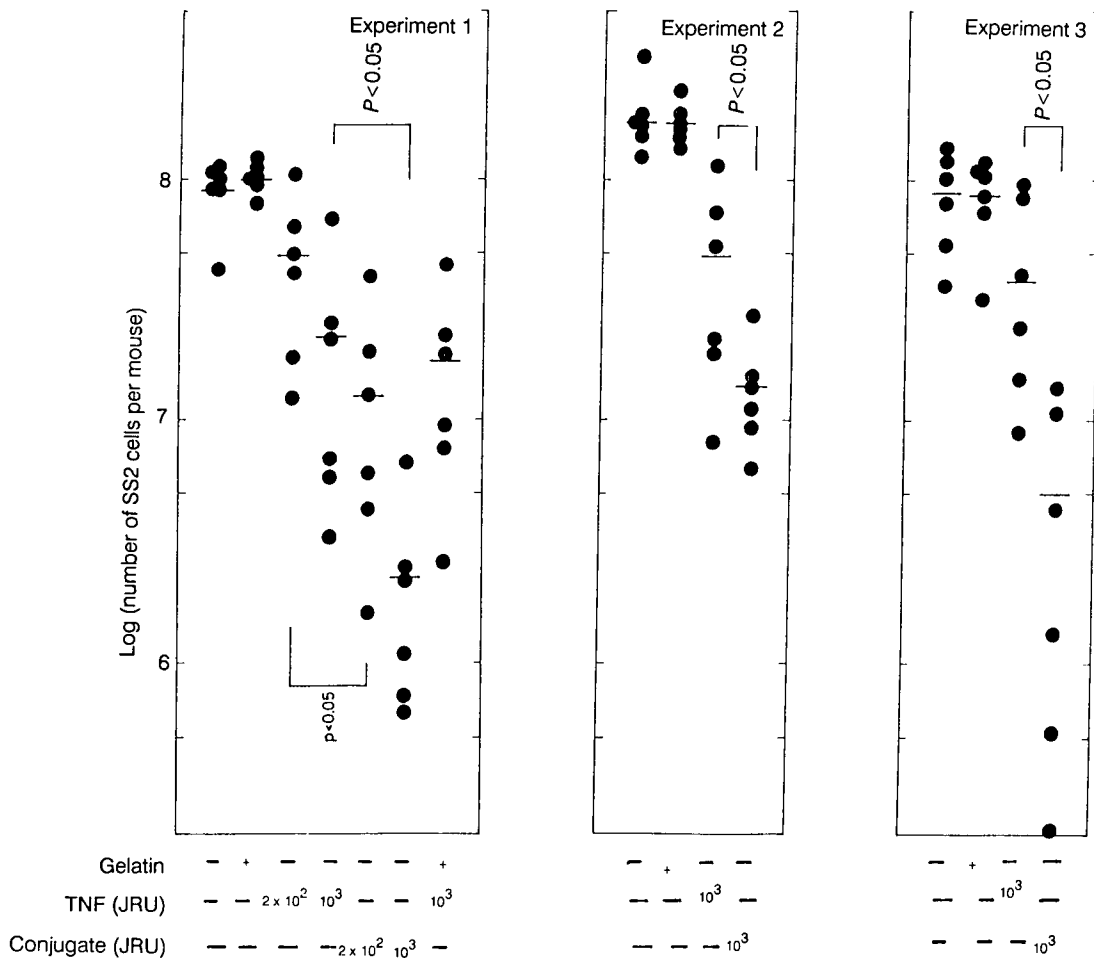 Experiment 1
Experiment 2
Experiment 3
P<0.05
P<0.05
P<0.05
8
7
6
Log (number of SS2 cells per mouse)
p<0.05
Gelatin − + − − − − + − + − − − + − −
TNF (JRU) − − 2 x 10² 10³ − − 10³ − − 10³ − − − 10³ −
Conjugate (JRU) − − − − 2 x 10² 10³ − − − − 10³ − − − 10³